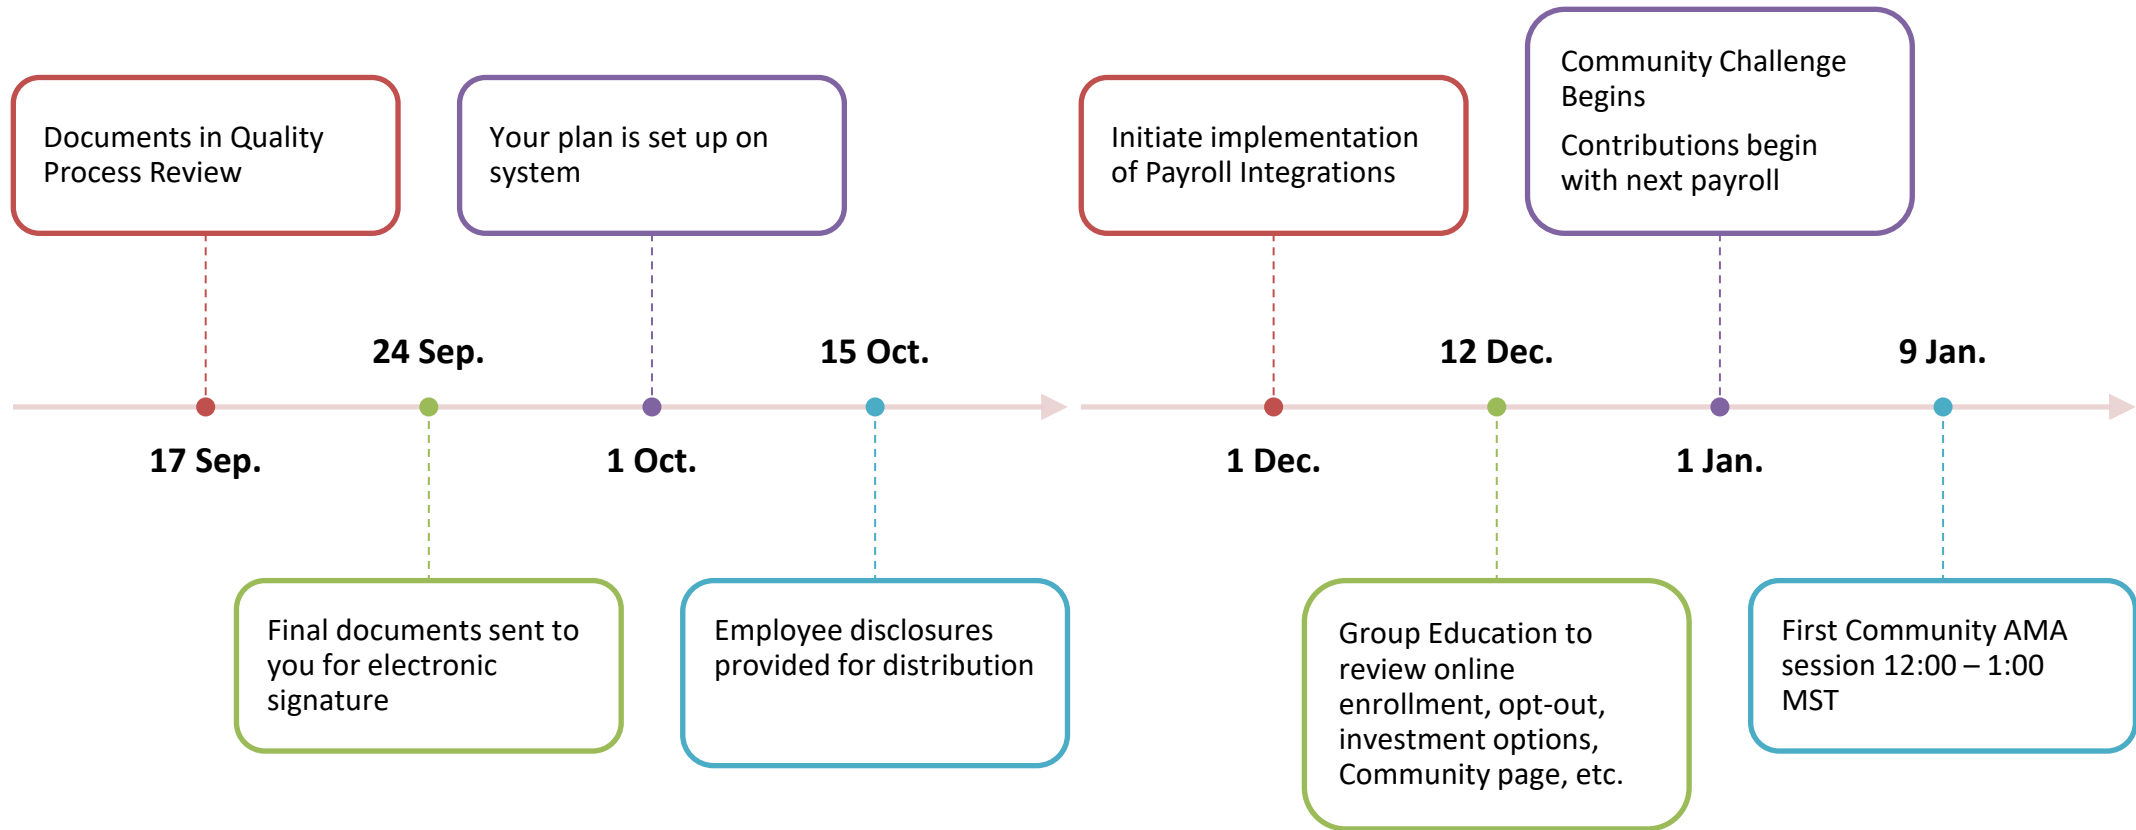 Documents in Quality
Process Review
17 Sep.
24 Sep.
Final documents sent to
you for electronic
signature
Your plan is set up on
system
1 Oct.
15 Oct.
Employee disclosures
provided for distribution
Initiate implementation
of Payroll Integrations
1 Dec.
12 Dec.
Group Education to
review online
enrollment, opt-out,
investment options,
Community page, etc.
Community Challenge
Begins
Contributions begin
with next payroll
1 Jan.
9 Jan.
First Community AMA
session 12:00 – 1:00
MST